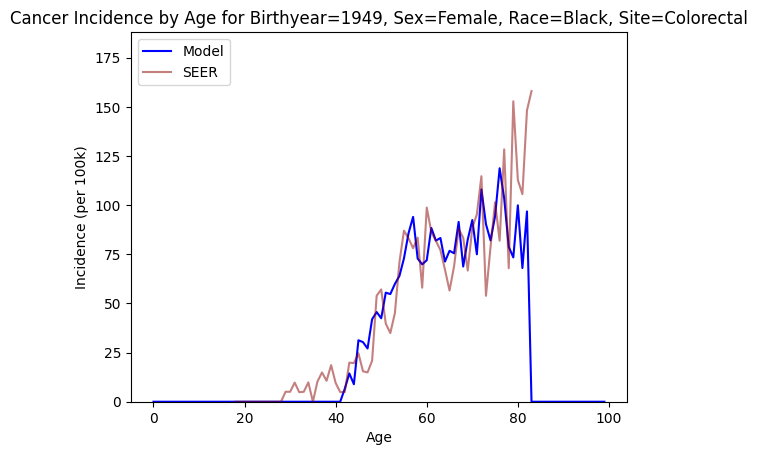 Cancer Incidence by Age for Birthyear=1949, Sex=Female, Race=Black, Site=Colorectal
Model
SEER
175
150
125
100
75
50
25
0
Incidence (per 100k)
0 20 40 60 80 100
Age